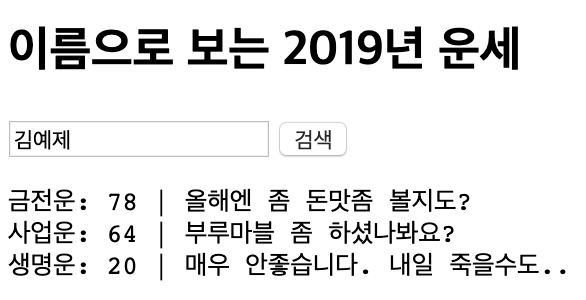 이름으로 보는 2019년 운세
김예제 검색
금전운: 78 | 올해엔 좀 돈맛좀 볼지도?
사업운: 64 | 부루마블 좀 하셨나봐요?
생명운: 20 | 매우 안좋습니다. 내일 죽을수도..